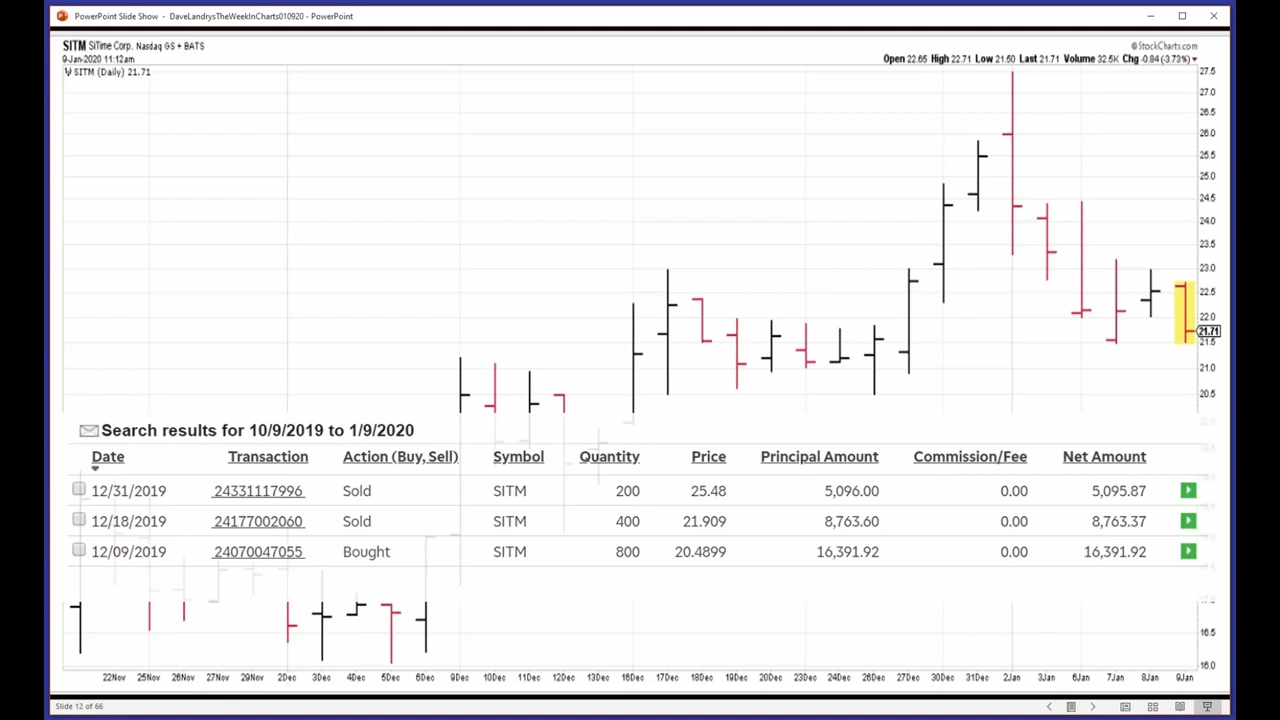 PowerPoint Slide Show - DaveLandrysTheWeekInCharts010920 - PowerPoint
SITM SiTime Corp. Nasdaq GS + BATS
@StockCharts.com
9-Jan-2020 11:12am
Open 22.65 High 22.71 Low 21.50 Last 21.71 Volume 32.5K Chg -0.84 (-3.73%)
SITM (Daily) 21.71
27.5
27.0
26.5
26.0
25.5
25.0
24.5
24.0
23.5
23.0
22.5
22.0
21.71
21.5
21.0
20.5
20.0
Search results for 10/9/2019 to 1/9/2020
Date Transaction Action (Buy, Sell) Symbol Quantity Price Principal Amount Commission/Fee Net Amount
12/31/2019 24331117996 Sold SITM 200 25.48 5,096.00 0.00 5,095.87
12/18/2019 24177002060 Sold SITM 400 21.909 8,763.60 0.00 8,763.37
12/09/2019 24070047055 Bought SITM 800 20.4899 16,391.92 0.00 16,391.92
16.5
16.0
22Nov 25Nov 26Nov 27Nov 29Nov 2Dec 3Dec 4Dec 5Dec 6Dec 9Dec 10Dec 11Dec 12Dec 13Dec 16Dec 17Dec 18Dec 19Dec 20Dec 23Dec 24Dec 26Dec 27Dec 30Dec 31Dec 2Jan 3Jan 6Jan 7Jan 8Jan 9Jan
Slide 12 of 66